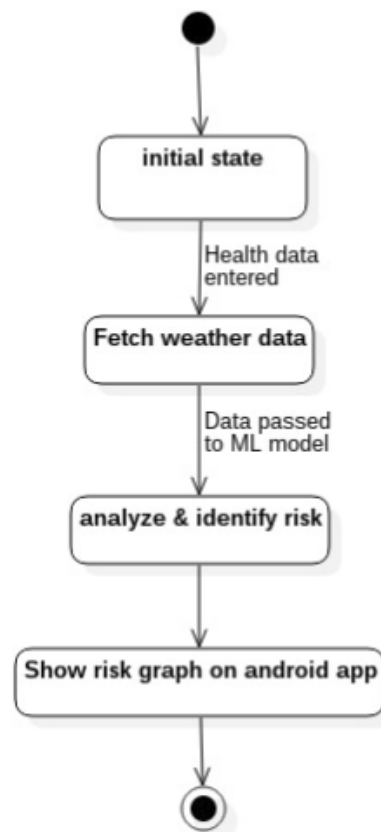 initial state
Health data
entered
Fetch weather data
Data passed
to ML model
analyze & identify risk
Show risk graph on android app